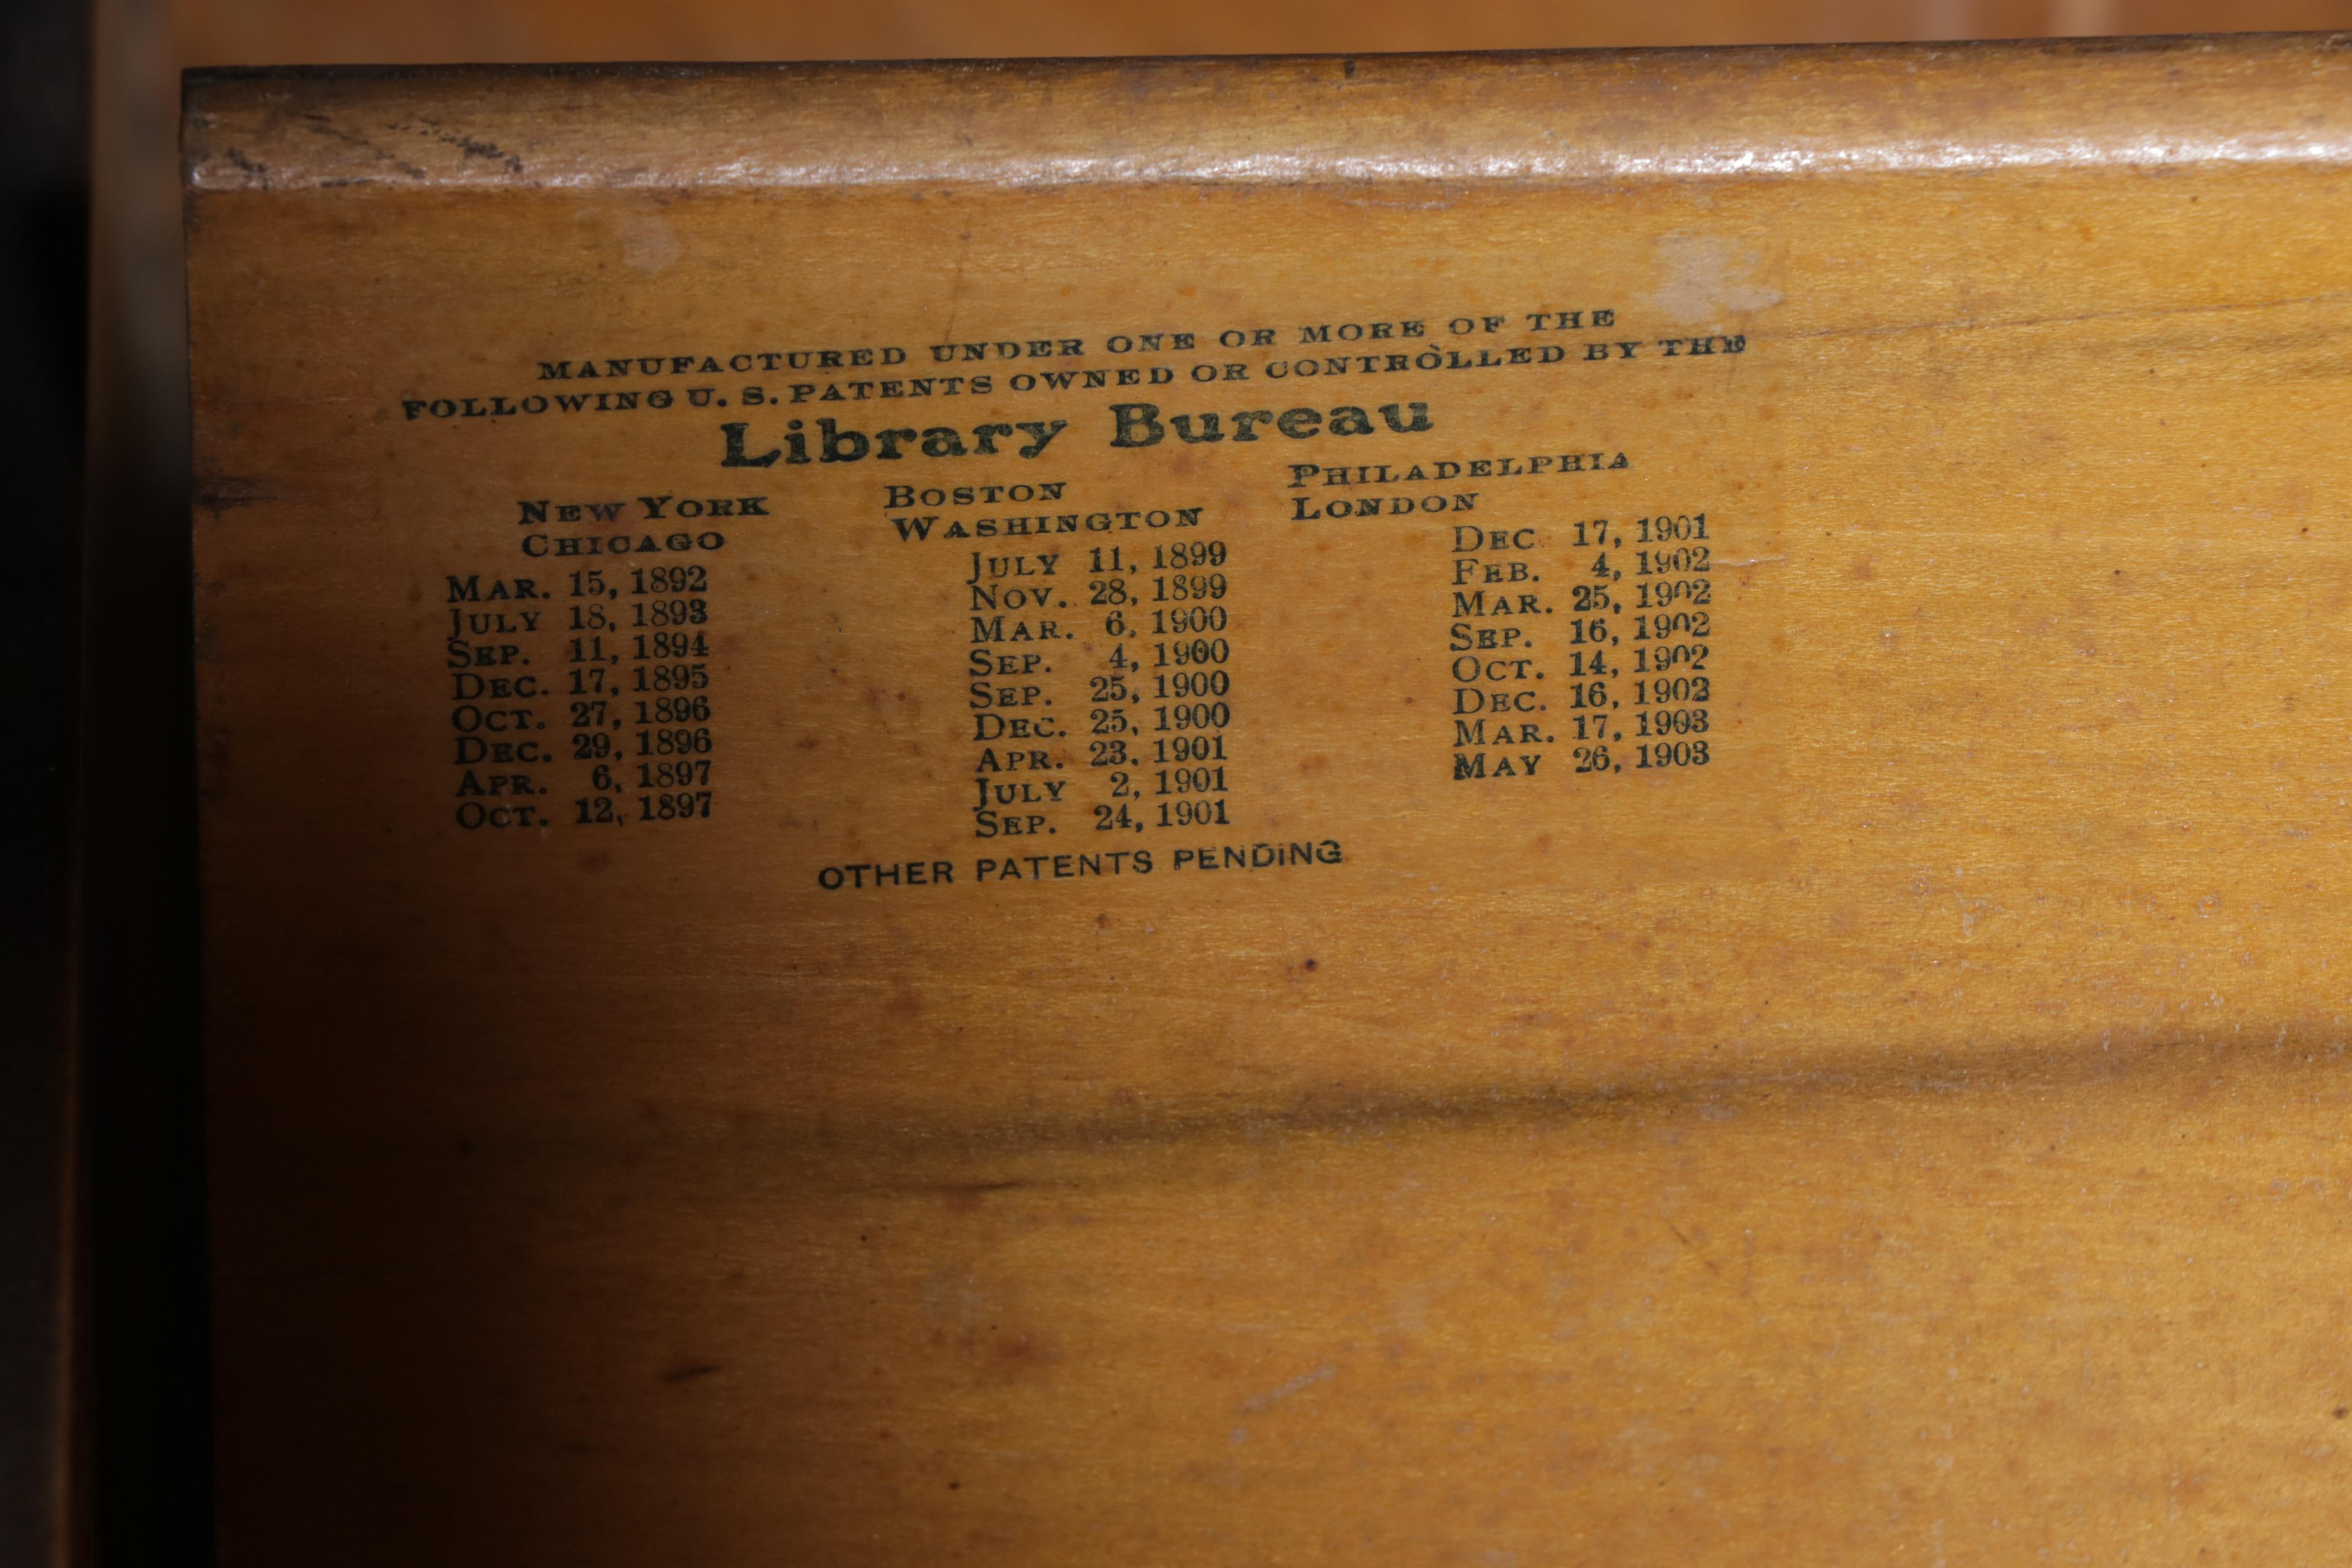 MANUFACTURED UNDER ONE OR MORE OF THE
FOLLOWING U. S. PATENTS OWNED OR CONTROLLED BY THE
Library Bureau
NEW YORK BOSTON PHILADELPHIA
CHICAGO WASHINGTON LONDON
MAR. 15, 1892
JULY 18, 1893
SEP. 11, 1894
DEC. 17, 1895
OCT. 27, 1896
DEC. 29, 1896
APR. 6, 1897
OCT. 12, 1897
JULY 11, 1899
NOV. 28, 1899
MAR. 6, 1900
SEP. 4, 1900
SEP. 25, 1900
DEC. 25, 1900
APR. 23, 1901
JULY 2, 1901
SEP. 24, 1901
DEC. 17, 1901
FEB. 4, 1902
MAR. 25, 1902
SEP. 16, 1902
OCT. 14, 1902
DEC. 16, 1902
MAR. 17, 1903
MAY 26, 1903
OTHER PATENTS PENDING